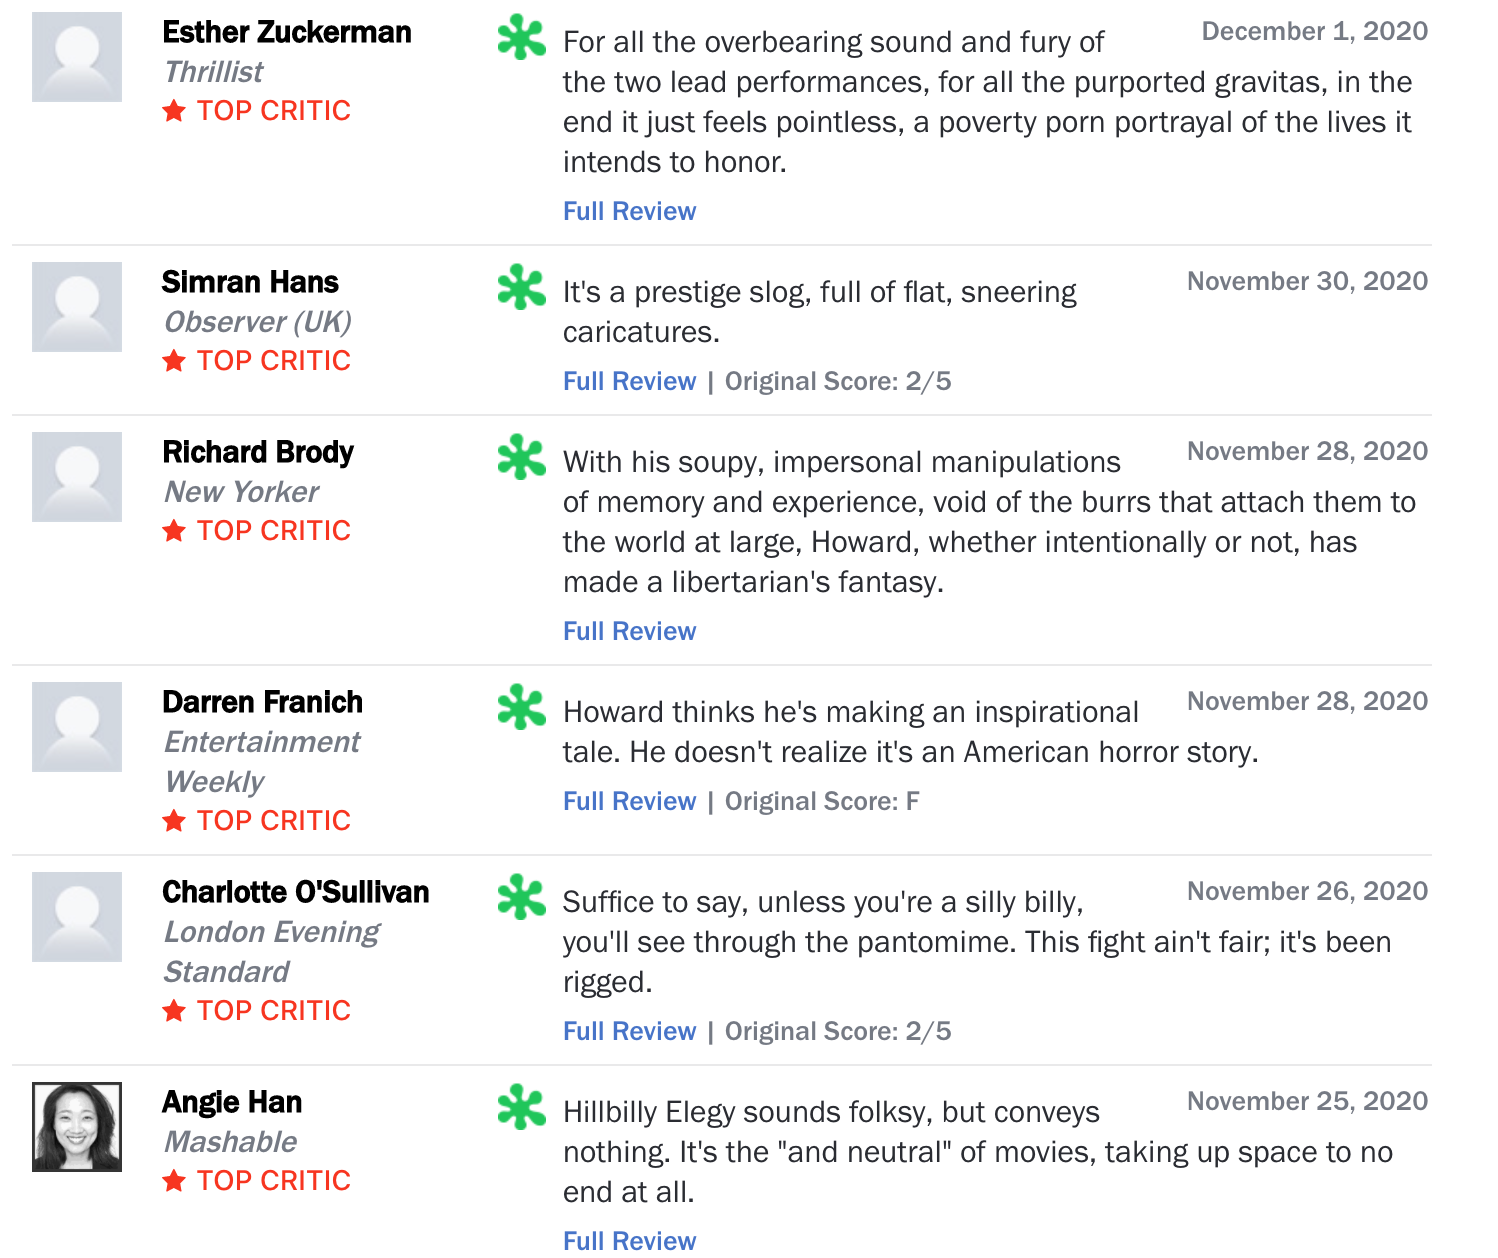 Esther Zuckerman
Thrillist
TOP CRITIC
December 1, 2020
For all the overbearing sound and fury of
the two lead performances, for all the purported gravitas, in the
end it just feels pointless, a poverty porn portrayal of the lives it
intends to honor.
Full Review
Simran Hans
Observer (UK)
TOP CRITIC
November 30, 2020
It's a prestige slog, full of flat, sneering
caricatures.
Full Review | Original Score: 2/5
Richard Brody
New Yorker
TOP CRITIC
November 28, 2020
With his soupy, impersonal manipulations
of memory and experience, void of the burrs that attach them to
the world at large, Howard, whether intentionally or not, has
made a libertarian's fantasy.
Full Review
Darren Franich
Entertainment
Weekly
TOP CRITIC
November 28, 2020
Howard thinks he's making an inspirational
tale. He doesn't realize it's an American horror story.
Full Review | Original Score: F
Charlotte O'Sullivan
London Evening
Standard
TOP CRITIC
November 26, 2020
Suffice to say, unless you're a silly billy,
you'll see through the pantomime. This fight ain't fair; it's been
rigged.
Full Review | Original Score: 2/5
Angie Han
Mashable
TOP CRITIC
November 25, 2020
Hillbilly Elegy sounds folksy, but conveys
nothing. It's the "and neutral" of movies, taking up space to no
end at all.
Full Review